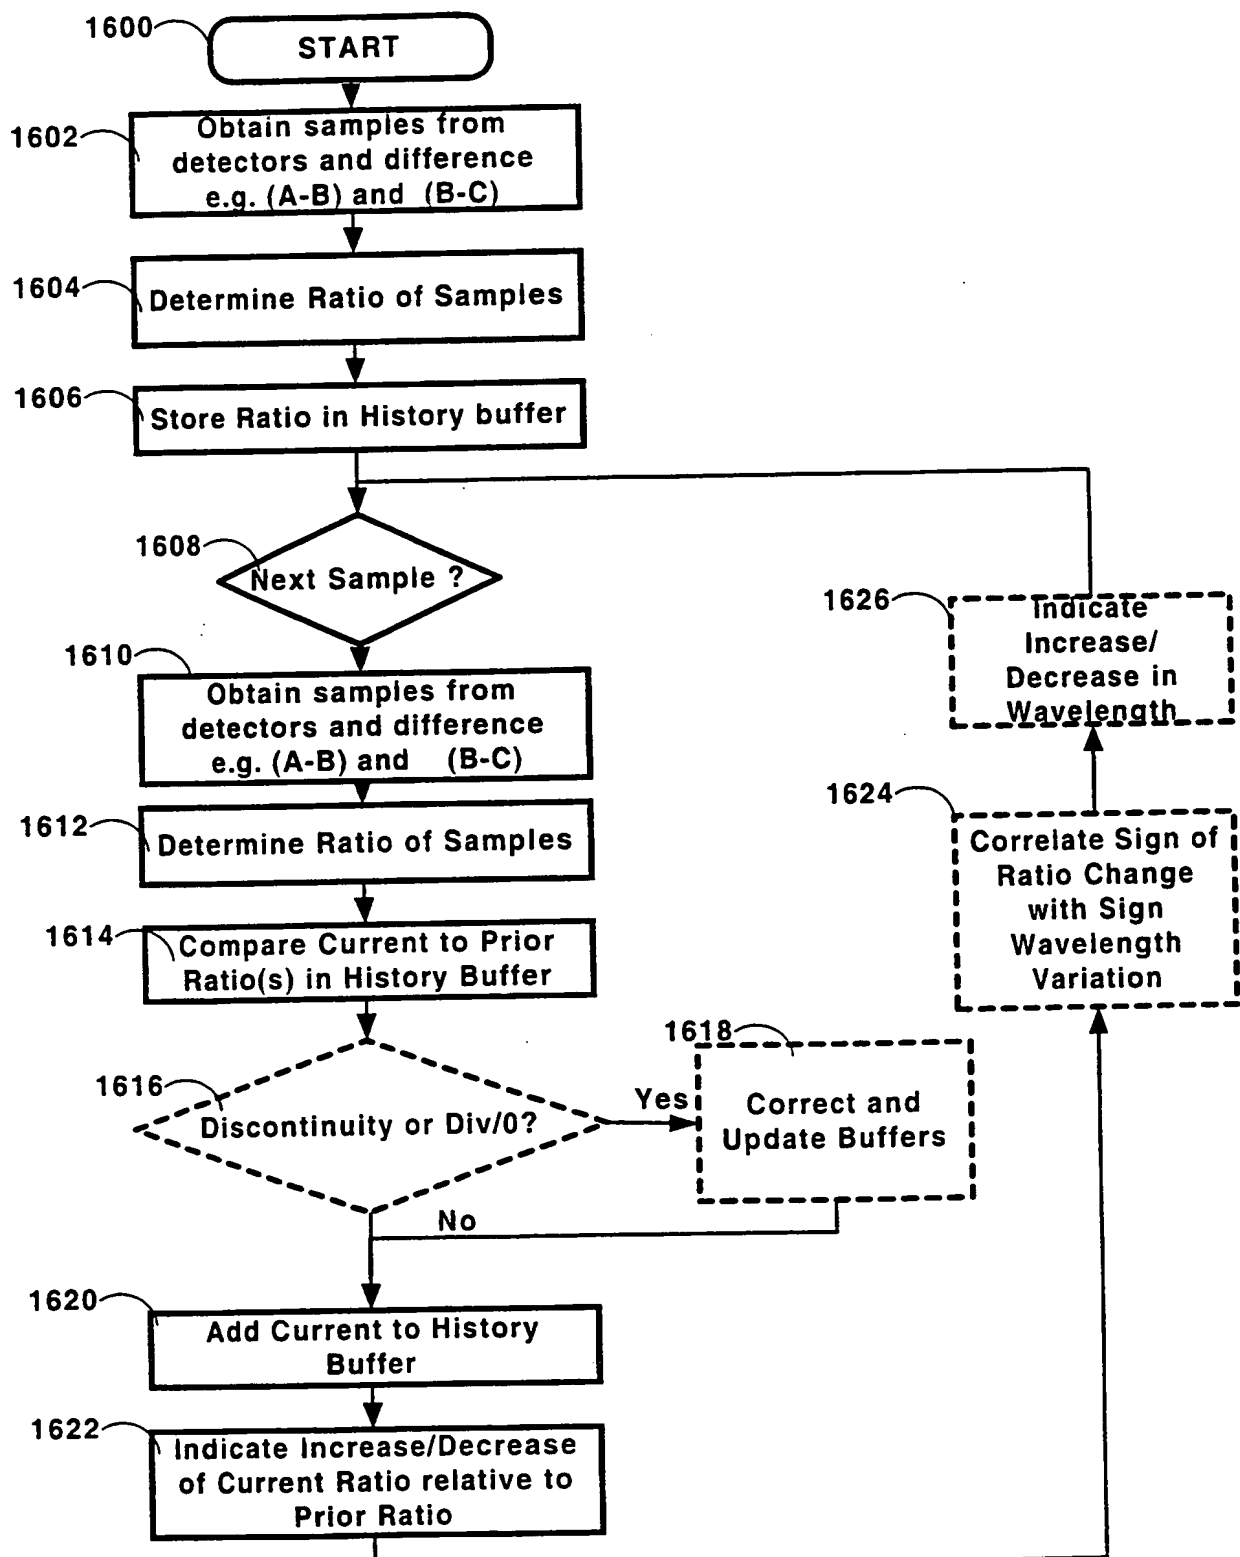 1600
START
1602
Obtain samples from
detectors and difference
e.g. (A-B) and (B-C)
1604
Determine Ratio of Samples
1606
Store Ratio in History buffer
1608
Next Sample ?
1610
Obtain samples from
detectors and difference
e.g. (A-B) and (B-C)
1612
Determine Ratio of Samples
1614
Compare Current to Prior
Ratio(s) in History Buffer
1616
Discontinuity or Div/0?
Yes
No
1618
Correct and
Update Buffers
1620
Add Current to History
Buffer
1622
Indicate Increase/Decrease
of Current Ratio relative to
Prior Ratio
1624
Correlate Sign of
Ratio Change
with Sign
Wavelength
Variation
1626
Indicate
Increase/
Decrease in
Wavelength